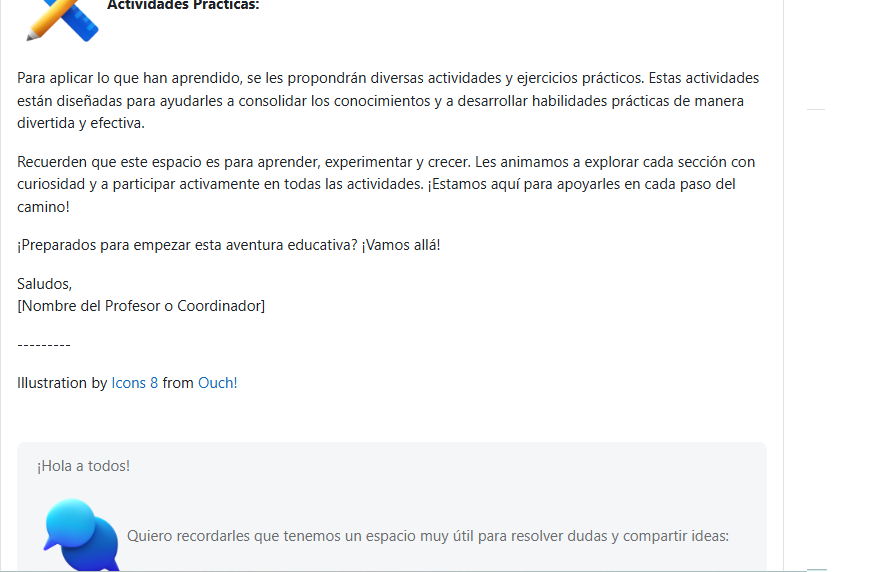 Actividades Prácticas:
Para aplicar lo que han aprendido, se les propondrán diversas actividades y ejercicios prácticos. Estas actividades
están diseñadas para ayudarles a consolidar los conocimientos y a desarrollar habilidades prácticas de manera
divertida y efectiva.
Recuerden que este espacio es para aprender, experimentar y crecer. Les animamos a explorar cada sección con
curiosidad y a participar activamente en todas las actividades. ¡Estamos aquí para apoyarles en cada paso del
camino!
¡Preparados para empezar esta aventura educativa? ¡Vamos allá!
Saludos,
[Nombre del Profesor o Coordinador]
---------
Illustration by Icons 8 from Ouch!
¡Hola a todos!
Quiero recordarles que tenemos un espacio muy útil para resolver dudas y compartir ideas: